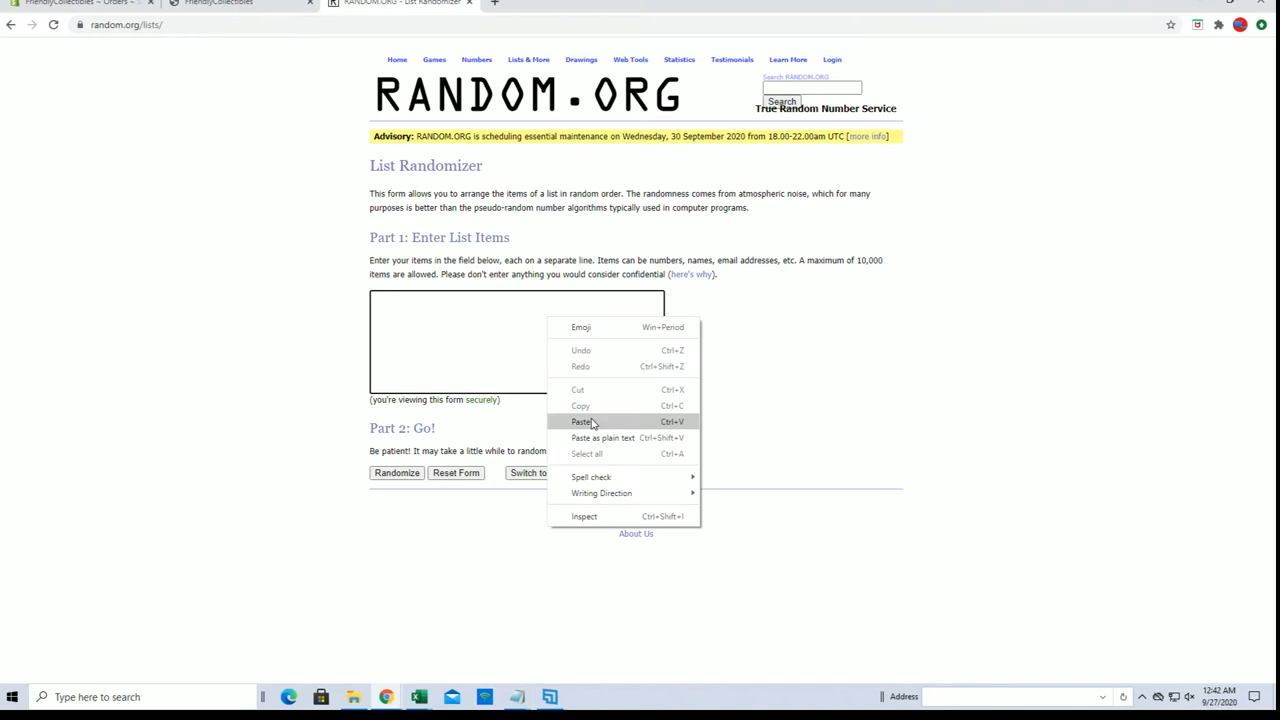 FriendlyCollectibles ~ Orders ~
FriendlyCollectibles
RANDOM.ORG - List Randomizer
random.org/lists/
Home Games Numbers Lists & More Drawings Web Tools Statistics Testimonials Learn More Login
RANDOM.ORG
Search RANDOM.ORG
Search
True Random Number Service
Advisory: RANDOM.ORG is scheduling essential maintenance on Wednesday, 30 September 2020 from 18.00-22.00am UTC [more info]
List Randomizer
This form allows you to arrange the items of a list in random order. The randomness comes from atmospheric noise, which for many
purposes is better than the pseudo-random number algorithms typically used in computer programs.
Part 1: Enter List Items
Enter your items in the field below, each on a separate line. Items can be numbers, names, email addresses, etc. A maximum of 10,000
items are allowed. Please don't enter anything you would consider confidential (here's why).
Emoji Win+Period
Undo Ctrl+Z
Redo Ctrl+Shift+Z
Cut Ctrl+X
Copy Ctrl+C
Paste Ctrl+V
Paste as plain text Ctrl+Shift+V
Select all Ctrl+A
Spell check
Writing Direction
Inspect Ctrl+Shift+I
(you're viewing this form securely)
Part 2: Go!
Be patient! It may take a little while to random
Randomize Reset Form Switch to
About Us
Type here to search
Address
12:42 AM
9/27/2020